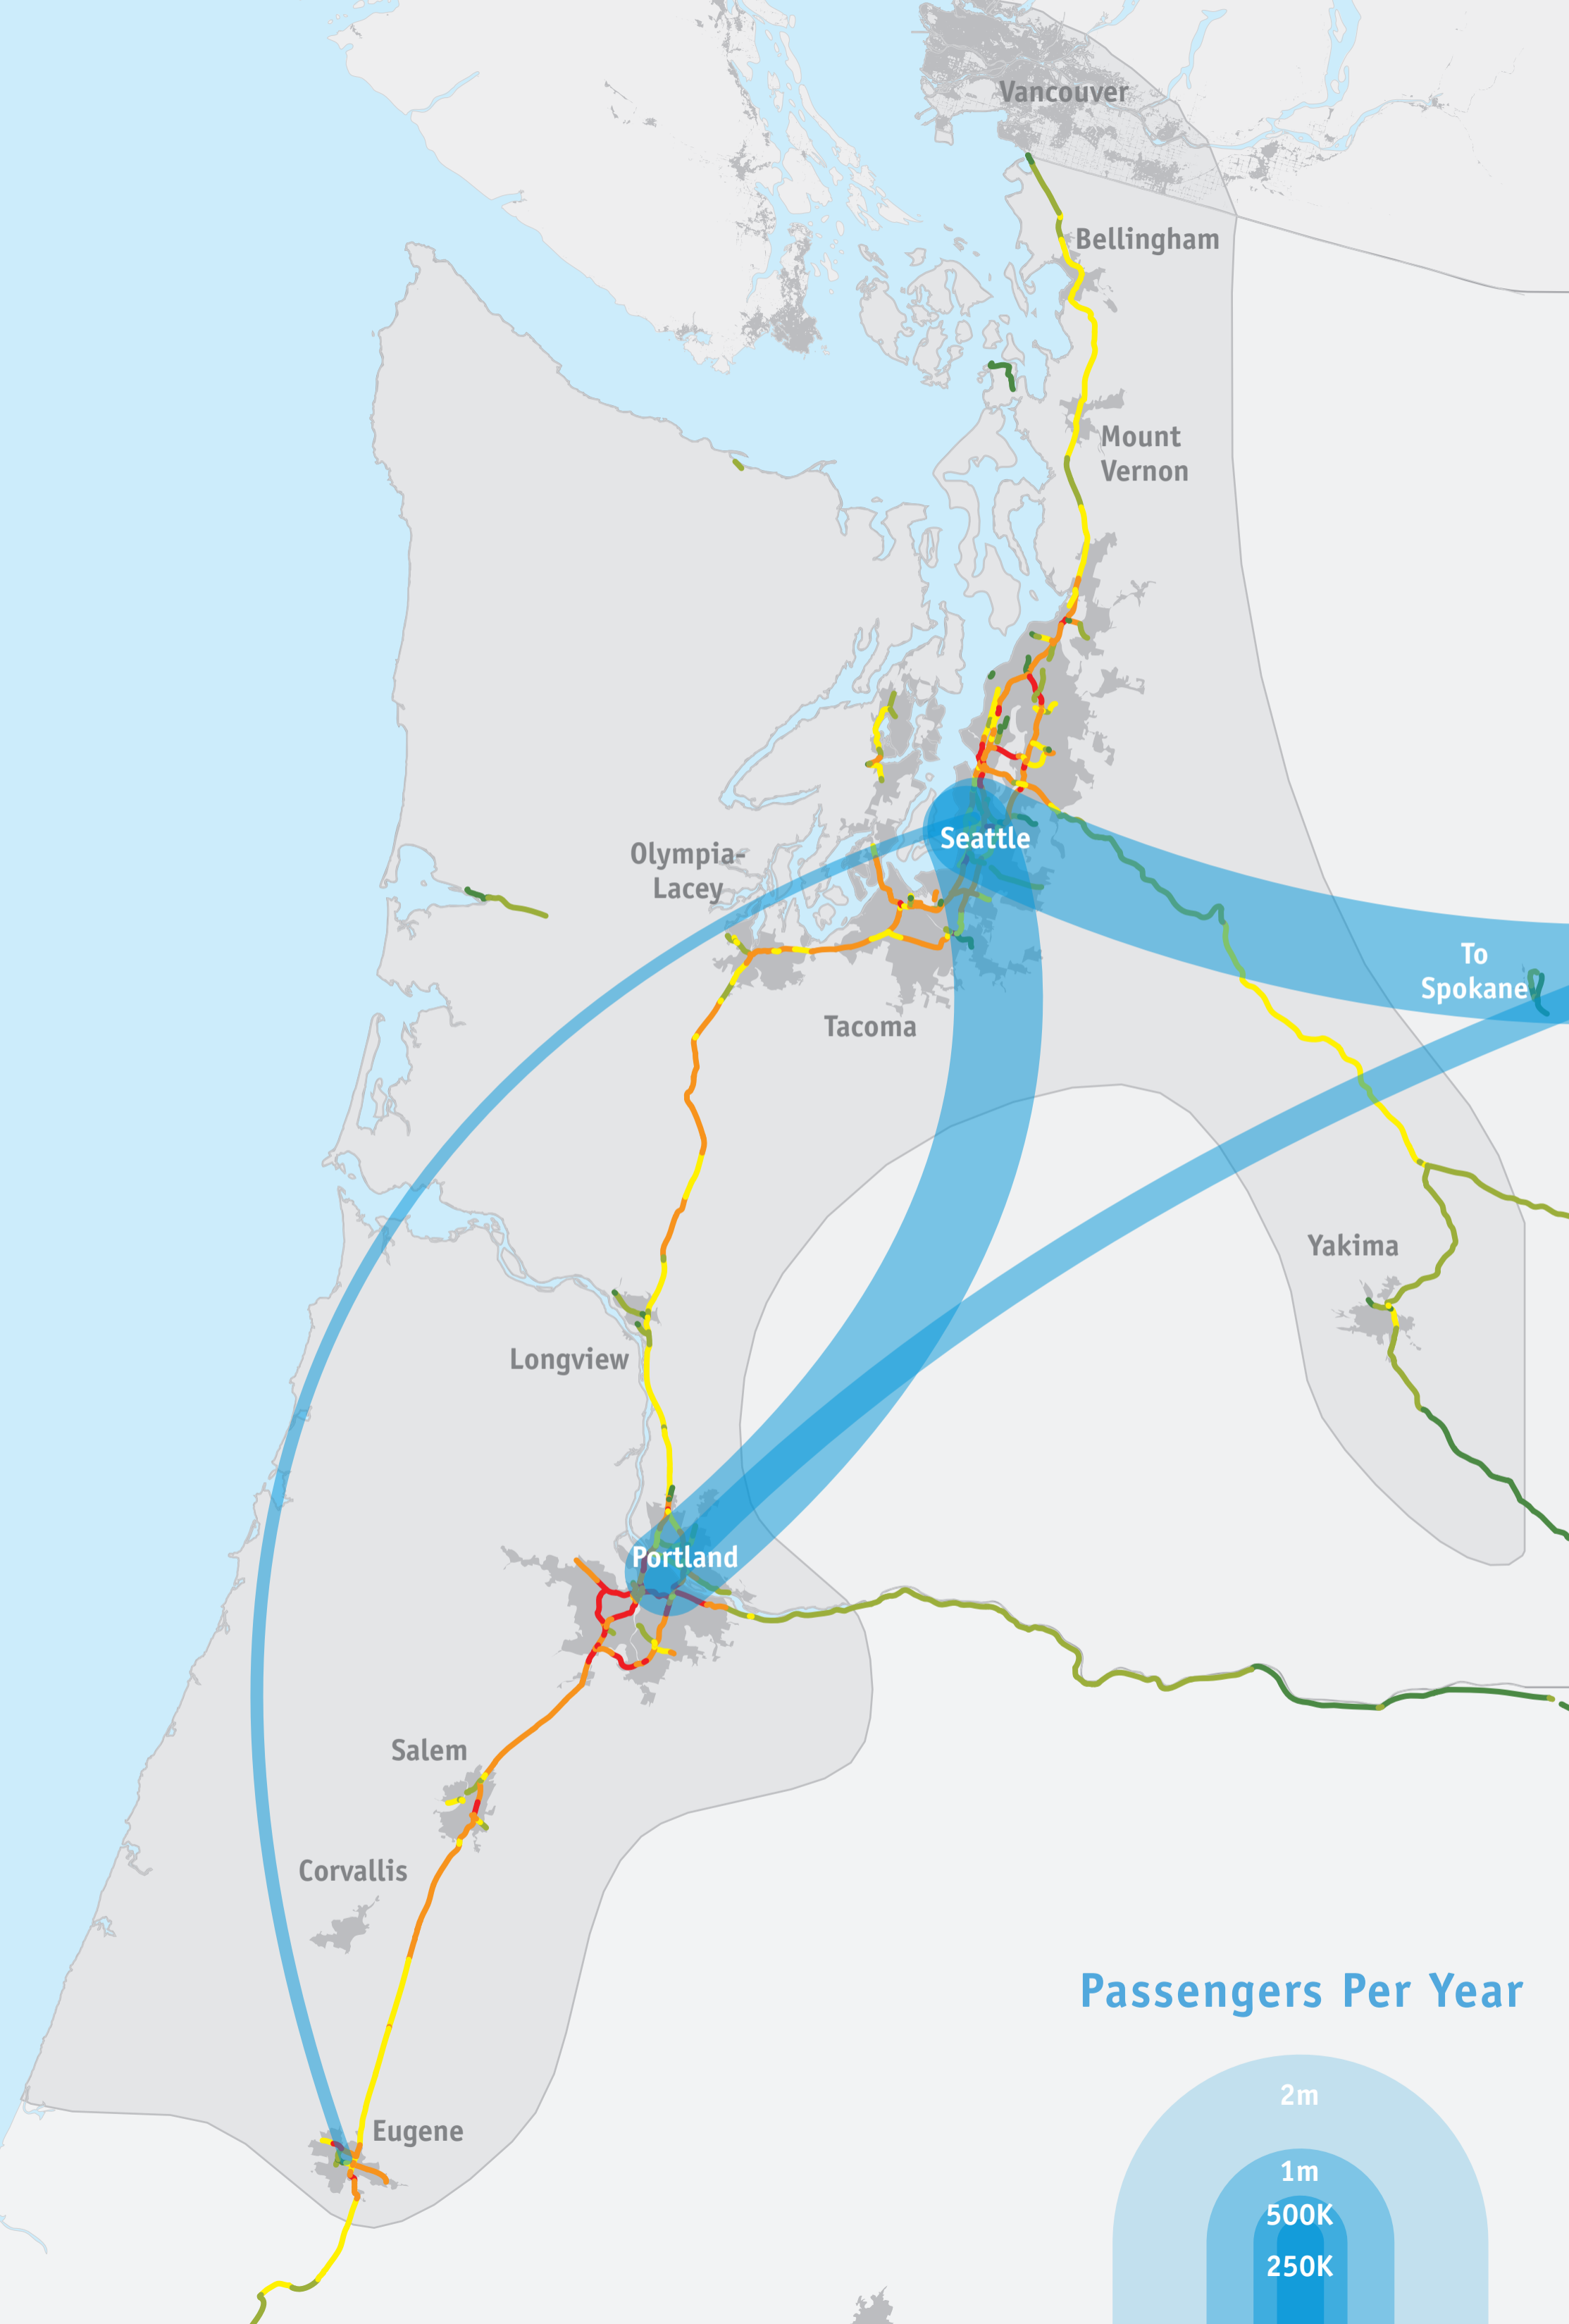 Vancouver
Bellingham
Mount
Vernon
Olympia-
Lacey
Seattle
To
Spokane
Tacoma
Yakima
Longview
Portland
Salem
Corvallis
Eugene
Passengers Per Year
2m
1m
500K
250K